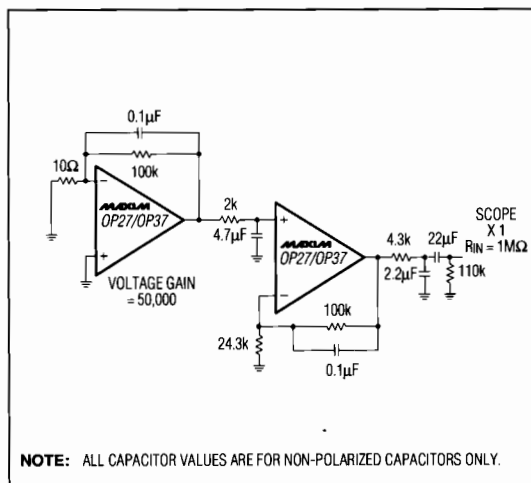 0.1µF
100k
10Ω
−
+
MAXIM
OP27/OP37
VOLTAGE GAIN
= 50,000
2k
4.7µF
+
−
MAXIM
OP27/OP37
100k
0.1µF
24.3k
4.3k
22µF
2.2µF
110k
SCOPE
X 1
RIN = 1MΩ
NOTE: ALL CAPACITOR VALUES ARE FOR NON-POLARIZED CAPACITORS ONLY.